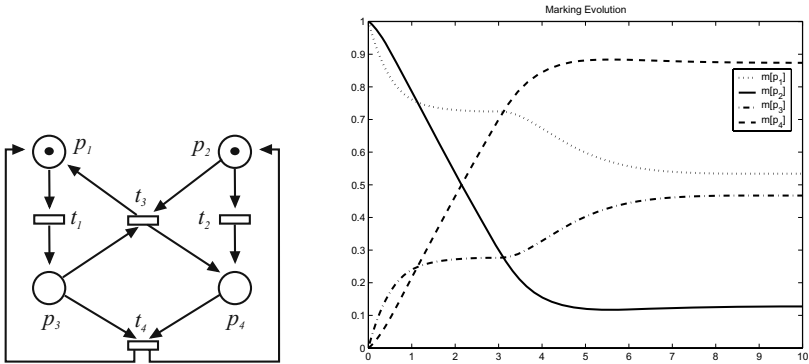 Marking Evolution
p1
p2
t3
t1
t2
p3
t4
p4
1
0.9
0.8
0.7
0.6
0.5
0.4
0.3
0.2
0.1
0
0 1 2 3 4 5 6 7 8 9 10
m[p1]
m[p2]
m[p3]
m[p4]